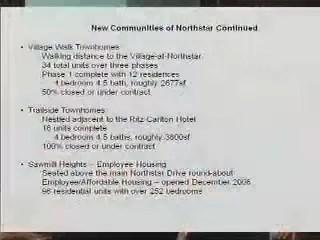 New Communities of Northstar Continued
• Village Walk Townhomes
Walking distance to the Village-at-Northstar
34 total units over three phases
Phase 1 complete with 12 residences
4 bedroom 4.5 bath, roughly 2677sf
50% closed or under contract
• Trailside Townhomes
Nestled adjacent to the Ritz-Carlton Hotel
16 units complete
4 bedroom 4.5 baths, roughly 3800sf
100% closed or under contract
• Sawmill Heights – Employee Housing
Seated above the main Northstar Drive round-about
Employee/Affordable Housing – opened December 2006
96 residential units with over 252 bedrooms